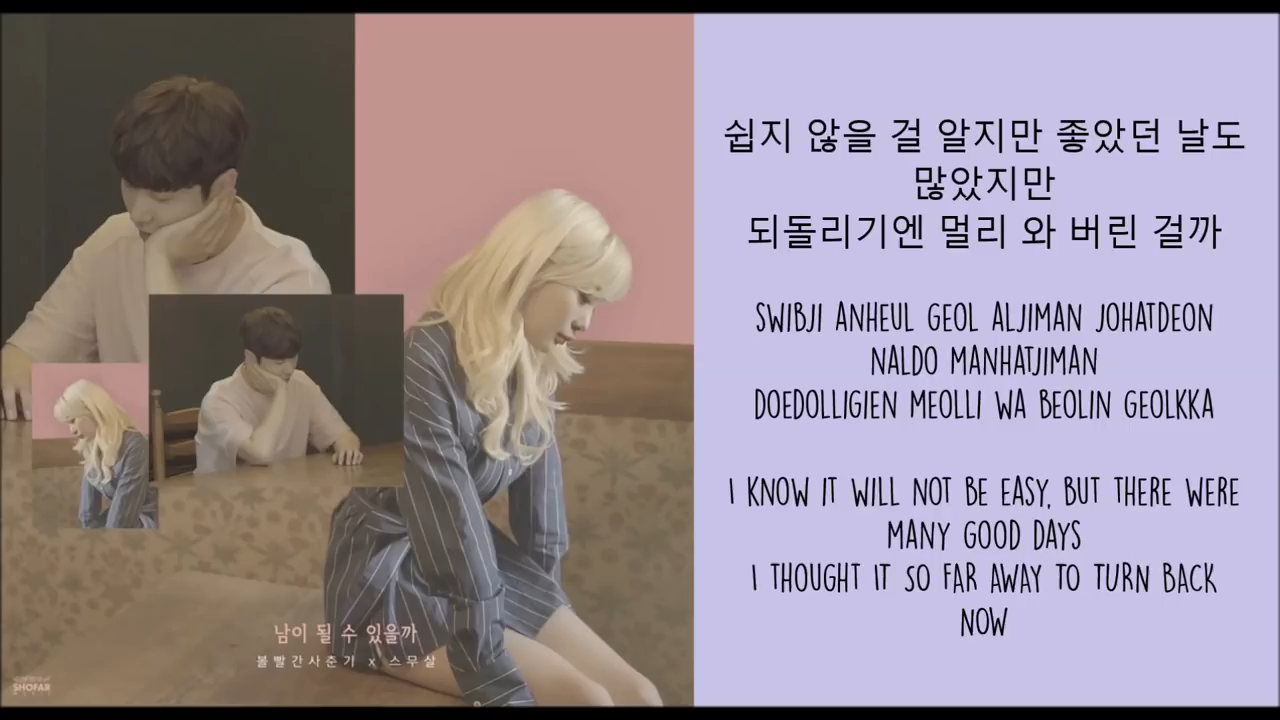 쉽지 않을 걸 알지만 좋았던 날도
많았지만
되돌리기엔 멀리 와 버린 걸까
SWIBJI ANHEUL GEOL ALJIMAN JOHATDEON
NALDO MANHATJIMAN
DOEDOLLIGIEN MEOLLI WA BEOLIN GEOLKKA
I KNOW IT WILL NOT BE EASY, BUT THERE WERE
MANY GOOD DAYS
I THOUGHT IT SO FAR AWAY TO TURN BACK
NOW
남이 될 수 있을까
볼빨간사춘기 x 스무살
SHOFAR